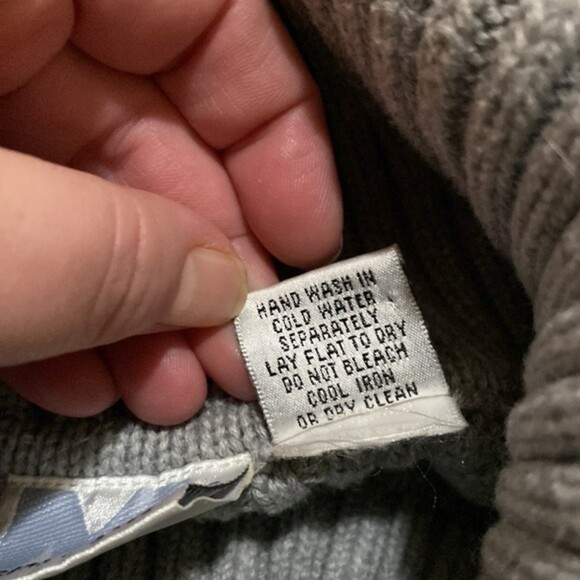 HAND WASH IN
COLD WATER
SEPARATELY
LAY FLAT TO DRY
DO NOT BLEACH
COOL IRON
OR DRY CLEAN